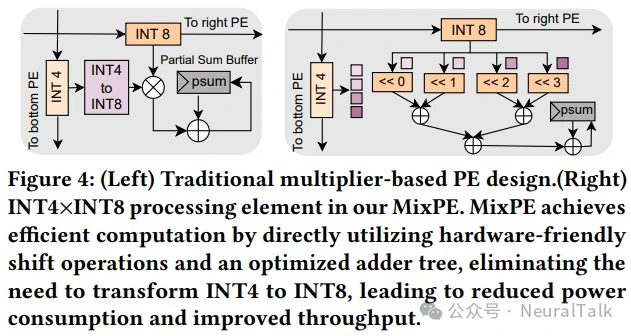 To right PE
INT 8
Partial Sum Buffer
To bottom PE
INT 4
INT4
to
INT8
psum
To right PE
INT 8
To bottom PE
INT 4
<< 0
<< 1
<< 2
<< 3
psum
Figure 4: (Left) Traditional multiplier-based PE design.(Right)
INT4×INT8 processing element in our MixPE. MixPE achieves
efficient computation by directly utilizing hardware-friendly
shift operations and an optimized adder tree, eliminating the
need to transform INT4 to INT8, leading to reduced power
consumption and improved throughput.
公众号 · NeuralTalk